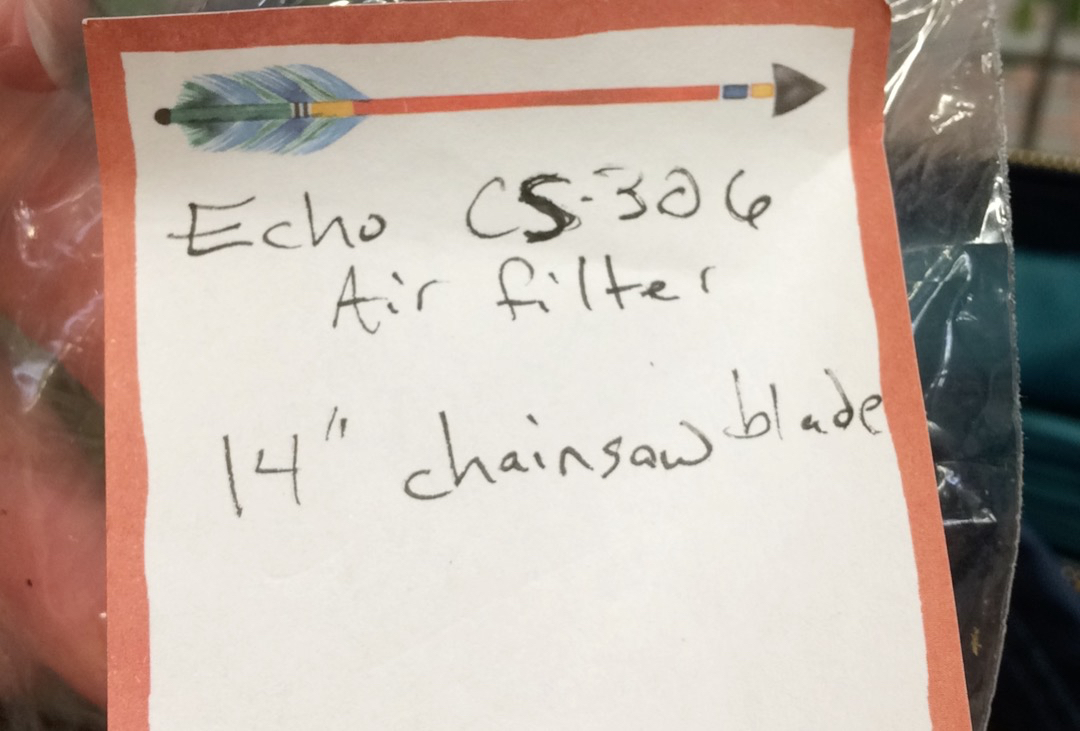 Echo CS-306
Air filter
14" chainsaw blade